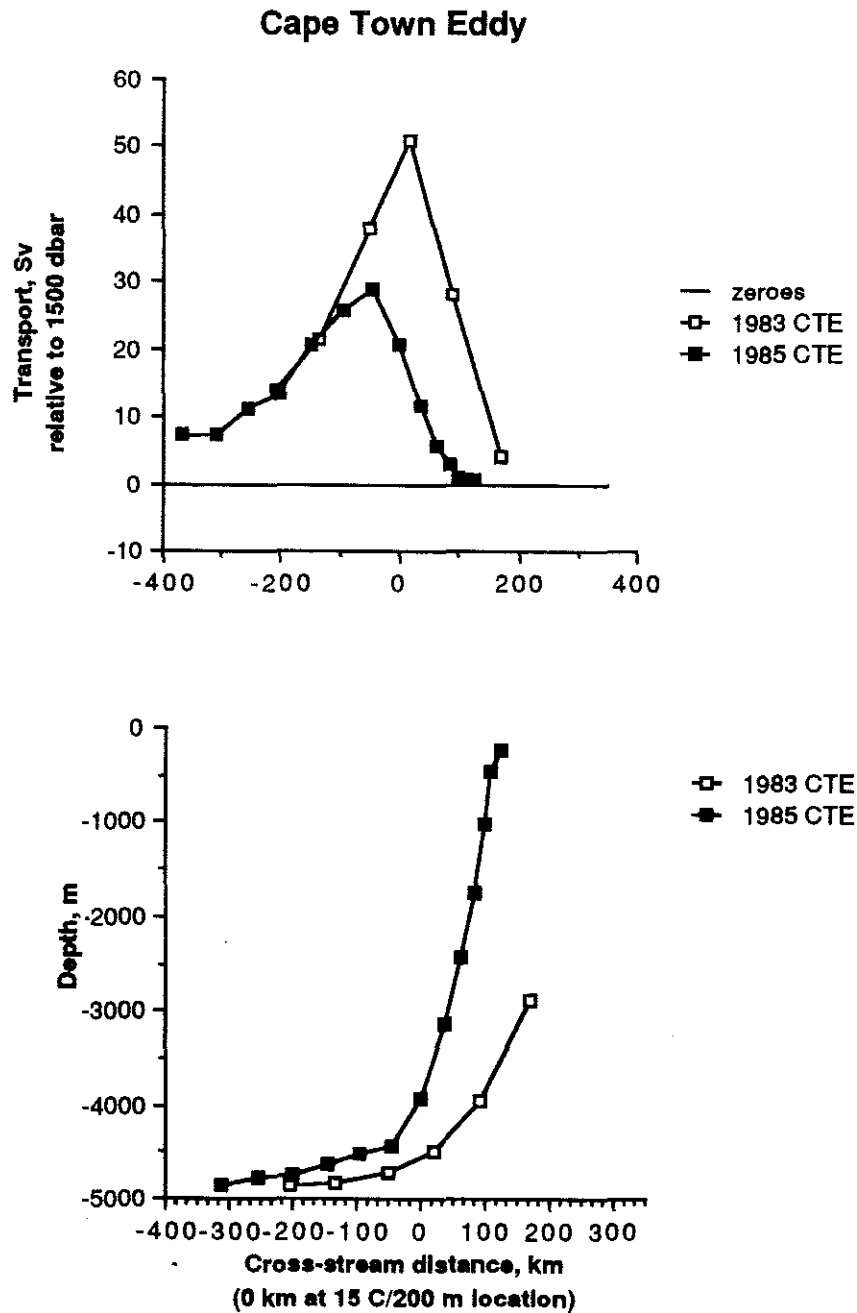 Cape Town Eddy
60
50
40
30
20
10
0
-10
Transport, Sv
relative to 1500 dbar
-400 -200 0 200 400
zeroes
1983 CTE
1985 CTE
0
-1000
-2000
-3000
-4000
-5000
Depth, m
1983 CTE
1985 CTE
-400-300-200-100 0 100 200 300
Cross-stream distance, km
(0 km at 15 C/200 m location)